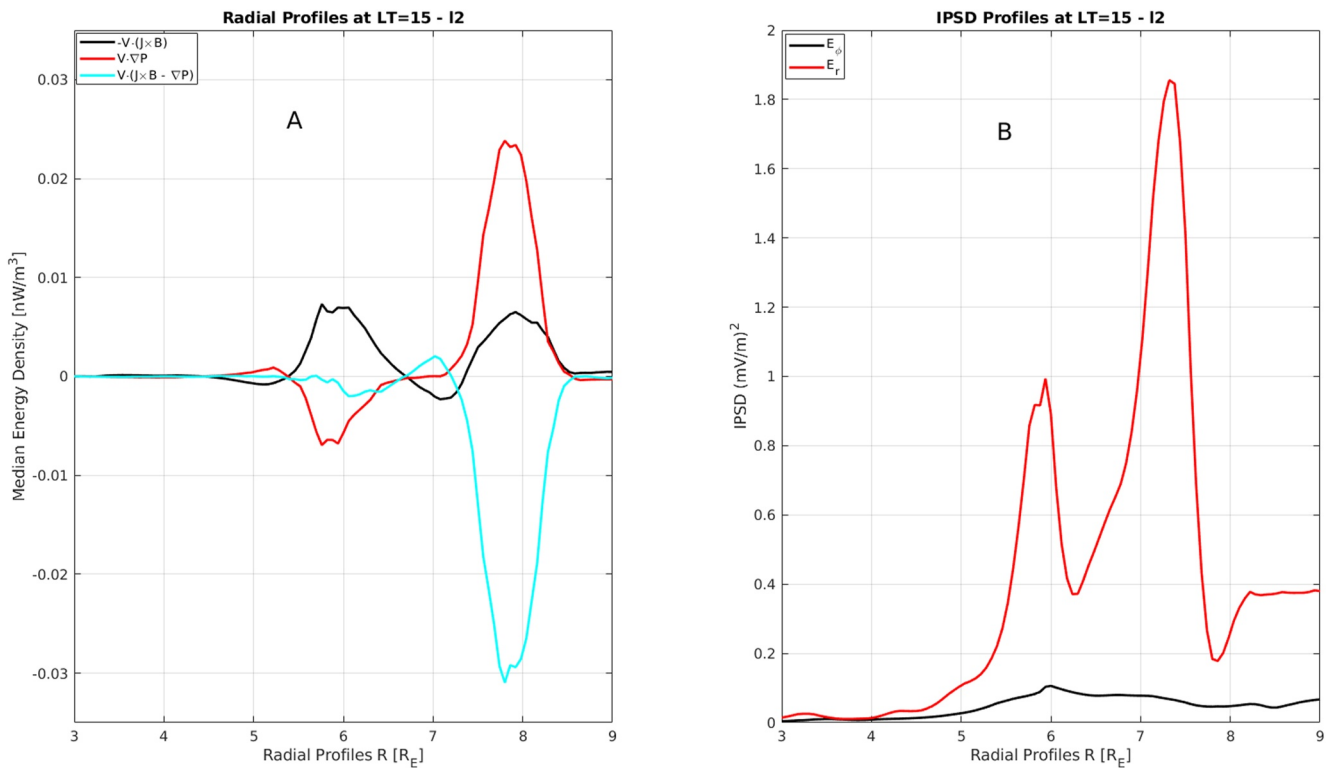 Radial Profiles at LT=15 - l2
-V·(J×B)
V·∇P
V·(J×B - ∇P)
A
0.03
0.02
0.01
0
-0.01
-0.02
-0.03
Median Energy Density [nW/m³]
3 4 5 6 7 8 9
Radial Profiles R [R_E]
IPSD Profiles at LT=15 - l2
E_ϕ
E_r
B
2
1.8
1.6
1.4
1.2
1
0.8
0.6
0.4
0.2
0
IPSD (mV/m)²
3 4 5 6 7 8 9
Radial Profiles R [R_E]